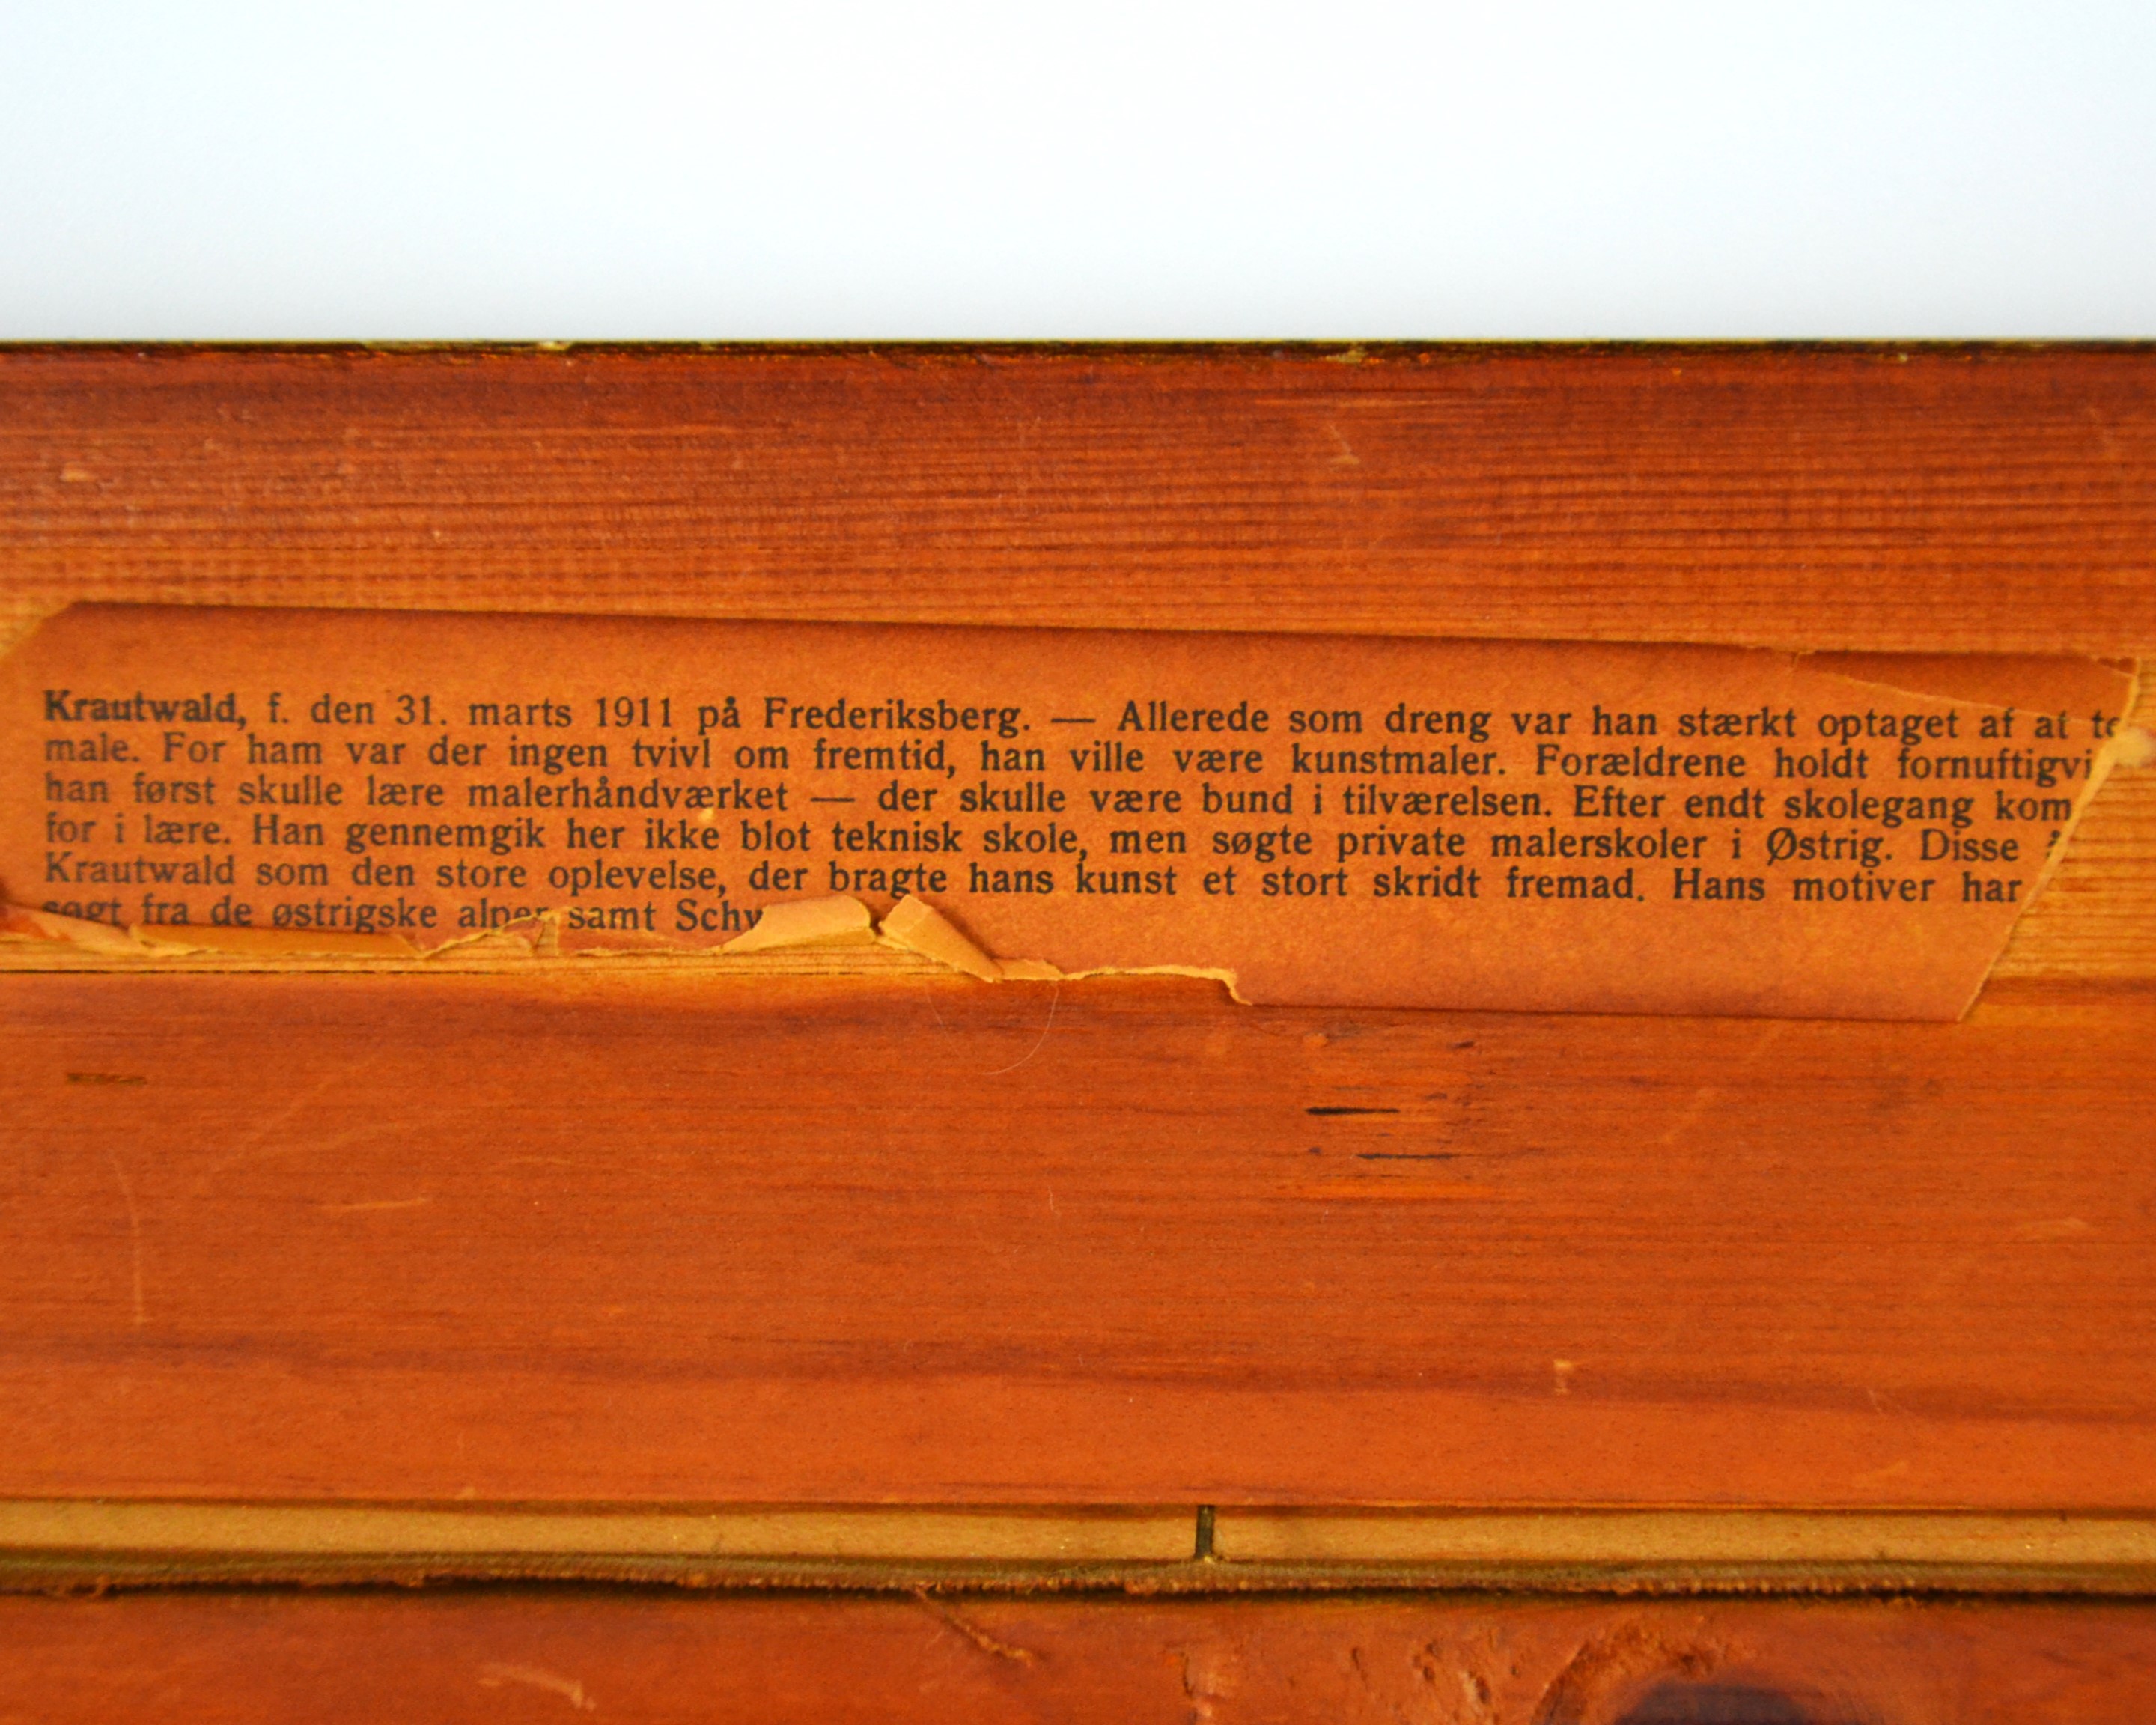 Krautwald, f. den 31. marts 1911 på Frederiksberg. — Allerede som dreng var han stærkt optaget af at
male. For ham var der ingen tvivl om fremtid, han ville være kunstmaler. Forældrene holdt fornuftigvi
han først skulle lære malerhåndværket — der skulle være bund i tilværelsen. Efter endt skolegang kom
for i lære. Han gennemgik her ikke blot teknisk skole, men søgte private malerskoler i Østrig. Disse
Krautwald som den store oplevelse, der bragte hans kunst et stort skridt fremad. Hans motiver har
søgt fra de østrigske alper samt Schw